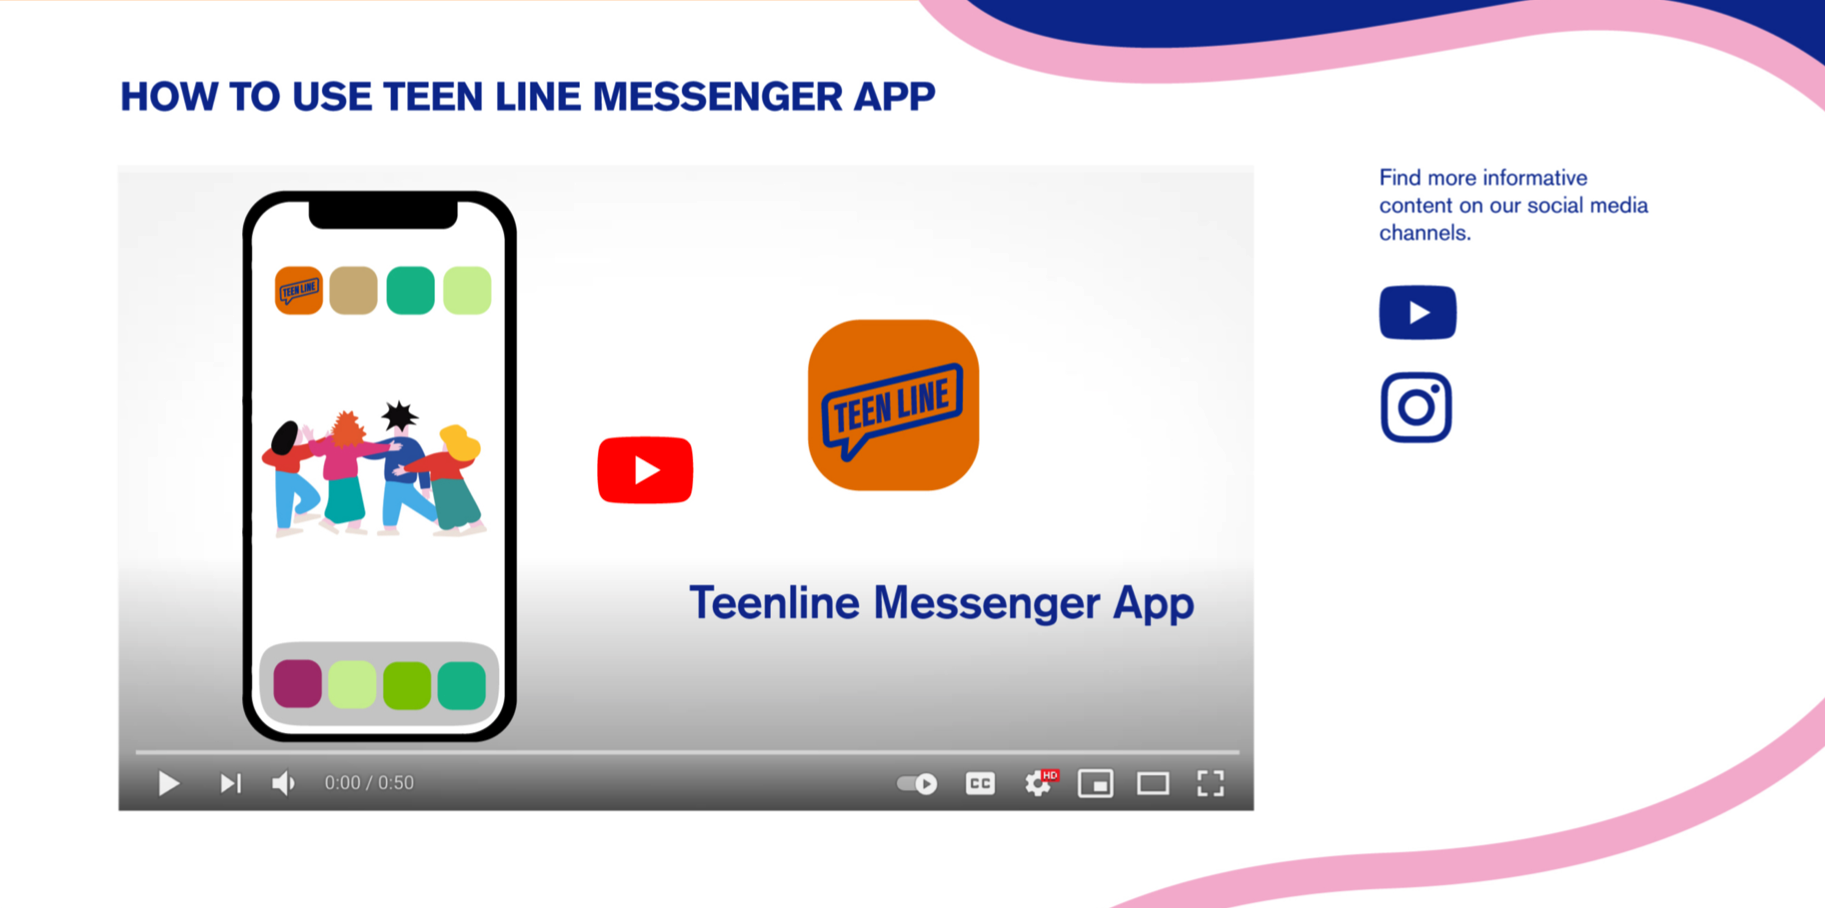 HOW TO USE TEEN LINE MESSENGER APP
Find more informative
content on our social media
channels.
TEEN LINE
TEEN LINE
Teenline Messenger App
0:00 / 0:50
CC
HD